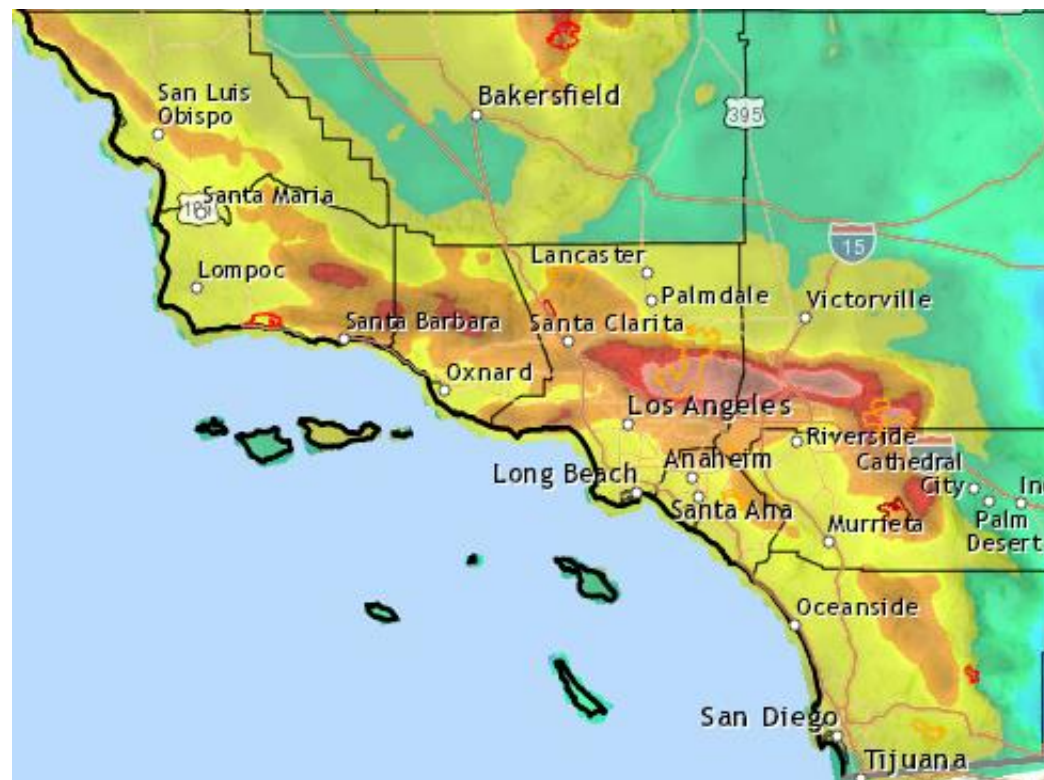 Bakersfield
San Luis
Obispo
395
Santa Maria
101
15
Lancaster
Lompoc
Palmdale
Victorville
Santa Barbara
Santa Clarita
Oxnard
Los Angeles
Riverside
Anaheim
Cathedral
City
Long Beach
In
Santa Ana
Murrieta
Palm
Desert
Oceanside
San Diego
Tijuana